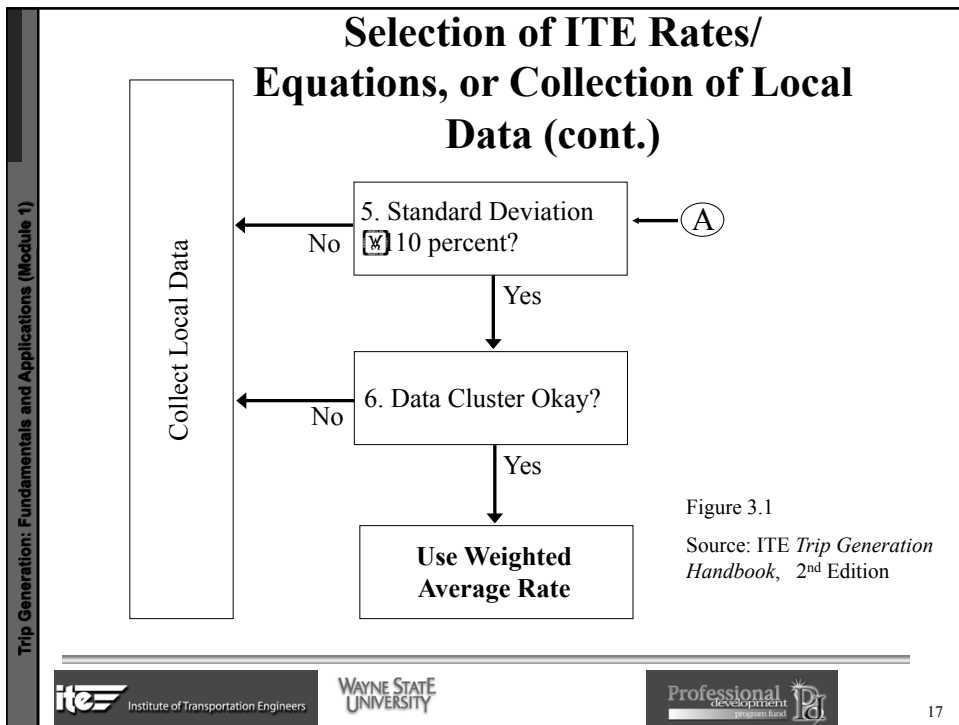 Selection of ITE Rates/
Equations, or Collection of Local
Data (cont.)
Trip Generation: Fundamentals and Applications (Module 1)
Collect Local Data
5. Standard Deviation
110 percent?
A
No
Yes
6. Data Cluster Okay?
No
Yes
Use Weighted
Average Rate
Figure 3.1
Source: ITE Trip Generation
Handbook, 2nd Edition
ite Institute of Transportation Engineers
WAYNE STATE
UNIVERSITY
Professional
development
program fund
17